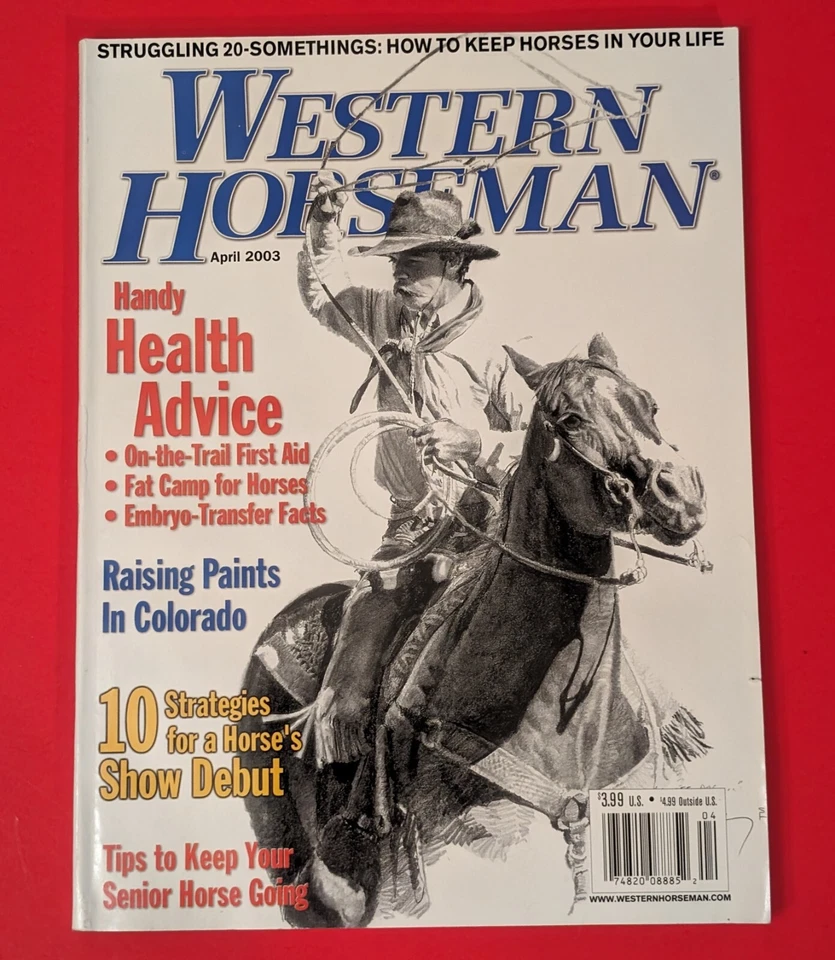 STRUGGLING 20-SOMETHINGS: HOW TO KEEP HORSES IN YOUR LIFE
WESTERN
HORSEMAN®
April 2003
Handy
Health
Advice
• On-the-Trail First Aid
• Fat Camp for Horses
• Embryo-Transfer Facts
Raising Paints
In Colorado
10 Strategies
for a Horse's
Show Debut
Tips to Keep Your
Senior Horse Going
$3.99 U.S. • $4.99 Outside U.S.
04
74820 08885 2
WWW.WESTERNHORSEMAN.COM
TM